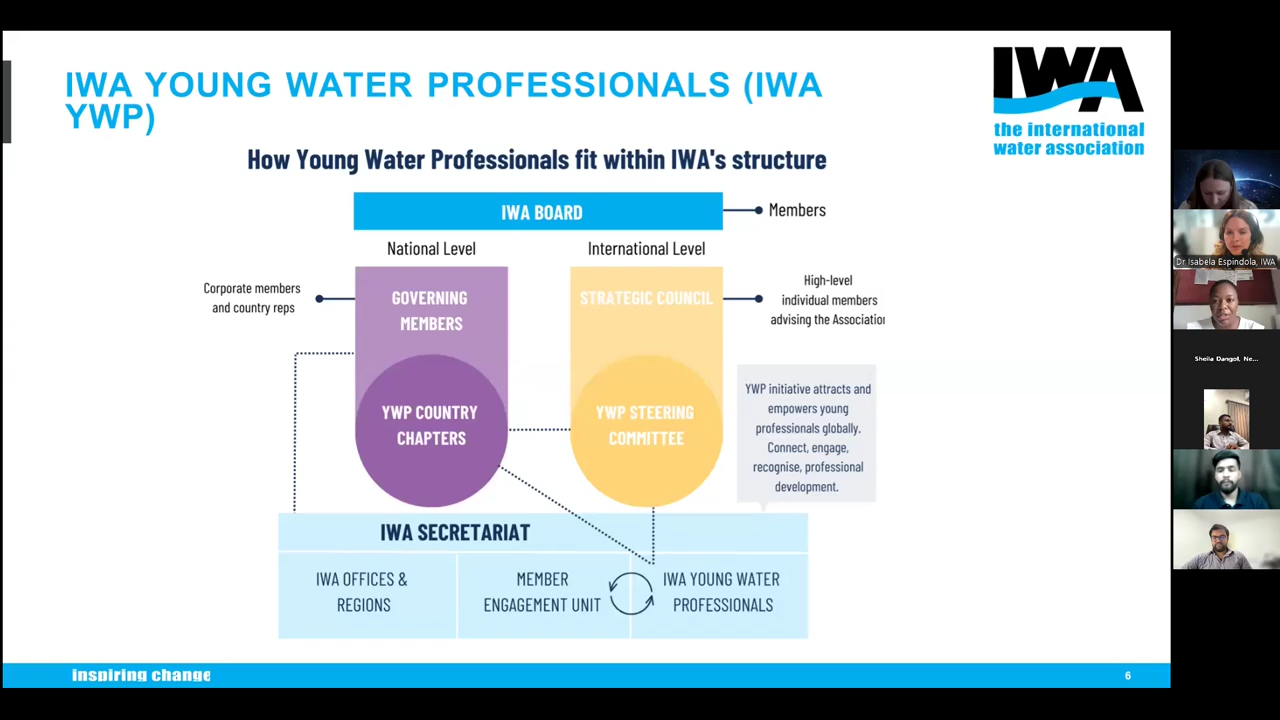 IWA YOUNG WATER PROFESSIONALS (IWA
YWP)
IWA
the international
water association
How Young Water Professionals fit within IWA's structure
IWA BOARD
Members
National Level
International Level
Corporate members
and country reps
GOVERNING
MEMBERS
STRATEGIC COUNCIL
High-level
individual members
advising the Association
YWP COUNTRY
CHAPTERS
YWP STEERING
COMMITTEE
YWP initiative attracts and
empowers young
professionals globally.
Connect, engage,
recognise, professional
development.
IWA SECRETARIAT
IWA OFFICES &
REGIONS
MEMBER
ENGAGEMENT UNIT
IWA YOUNG WATER
PROFESSIONALS
inspiring change
6
Dr Isabela Espindola, IWA
Sheila Dangol, Ne...